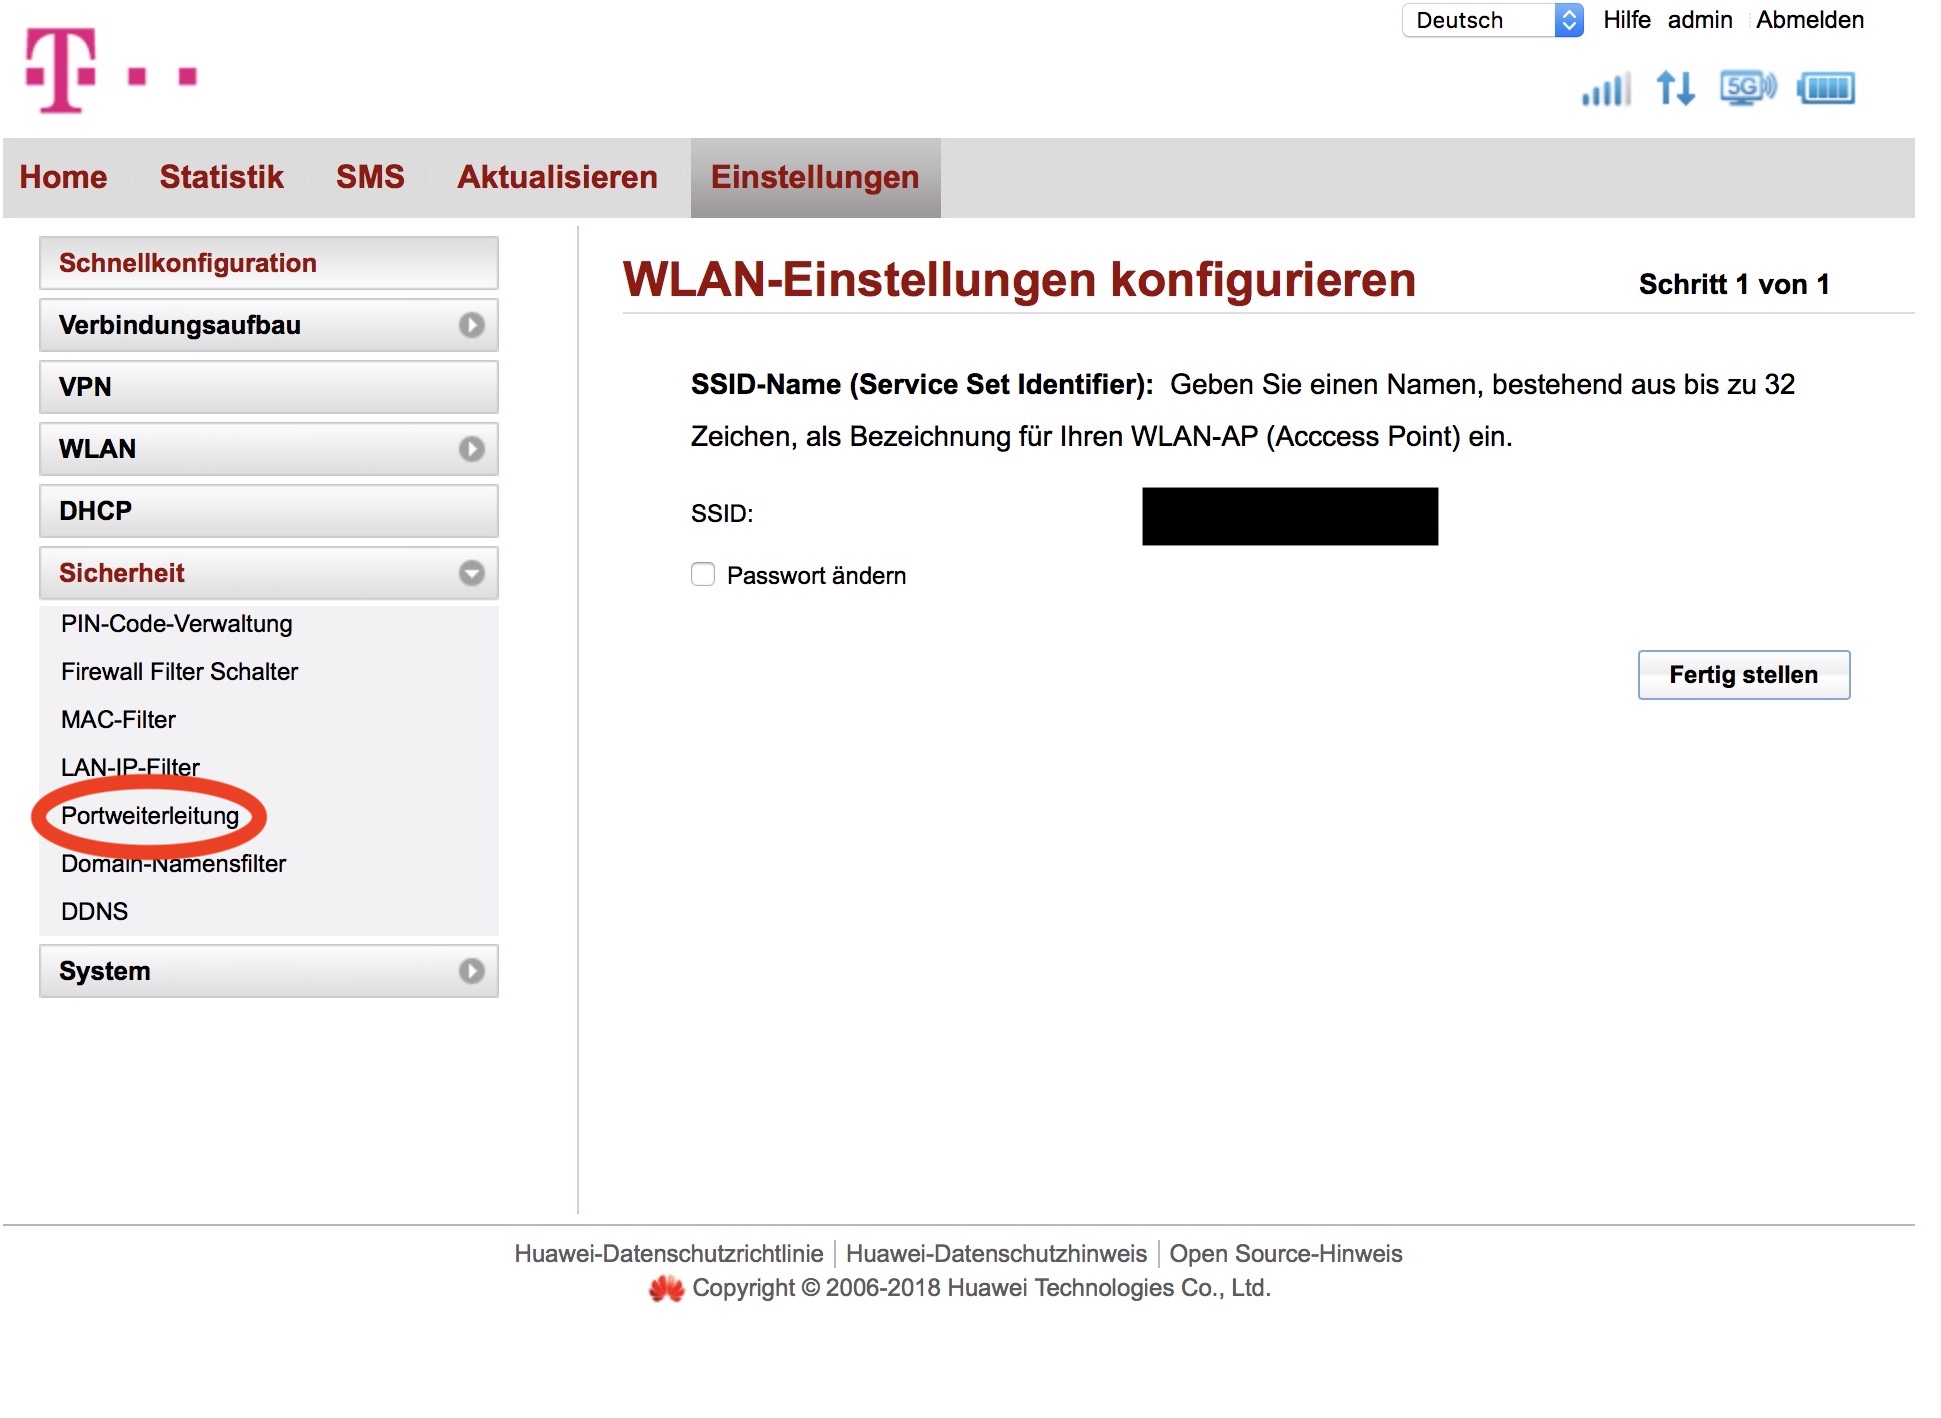 Deutsch Hilfe admin Abmelden
T
5G
Home Statistik SMS Aktualisieren Einstellungen
Schnellkonfiguration
Verbindungsaufbau
VPN
WLAN
DHCP
Sicherheit
PIN-Code-Verwaltung
Firewall Filter Schalter
MAC-Filter
LAN-IP-Filter
Portweiterleitung
Domain-Namensfilter
DDNS
System
WLAN-Einstellungen konfigurieren Schritt 1 von 1
SSID-Name (Service Set Identifier): Geben Sie einen Namen, bestehend aus bis zu 32
Zeichen, als Bezeichnung für Ihren WLAN-AP (Acccess Point) ein.
SSID:
Passwort ändern
Fertig stellen
Huawei-Datenschutzrichtlinie Huawei-Datenschutzhinweis Open Source-Hinweis
Copyright © 2006-2018 Huawei Technologies Co., Ltd.